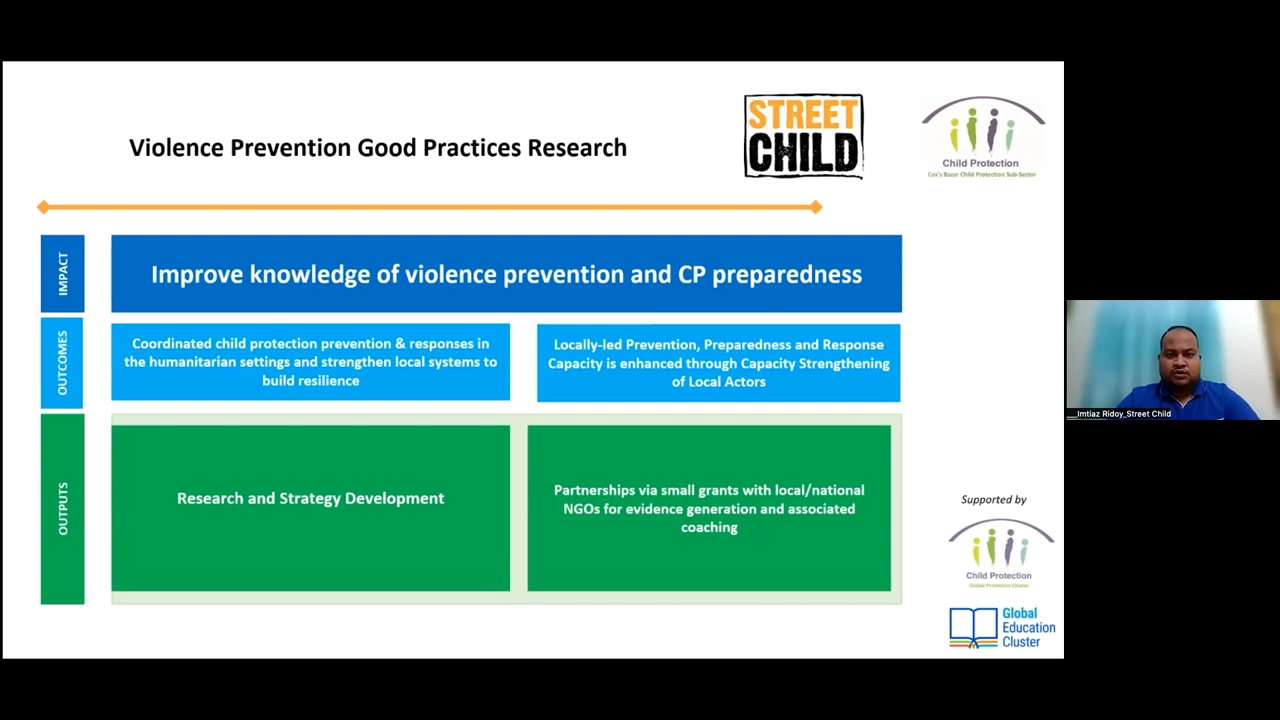 Violence Prevention Good Practices Research
STREET
CHILD
Child Protection
Cox's Bazar Child Protection Sub-Sector
IMPACT
Improve knowledge of violence prevention and CP preparedness
OUTCOMES
Coordinated child protection prevention & responses in
the humanitarian settings and strengthen local systems to
build resilience
Locally-led Prevention, Preparedness and Response
Capacity is enhanced through Capacity Strengthening
of Local Actors
OUTPUTS
Research and Strategy Development
Partnerships via small grants with local/national
NGOs for evidence generation and associated
coaching
Imtiaz Ridoy_Street Child
Supported by
Child Protection
Global Protection Cluster
Global
Education
Cluster